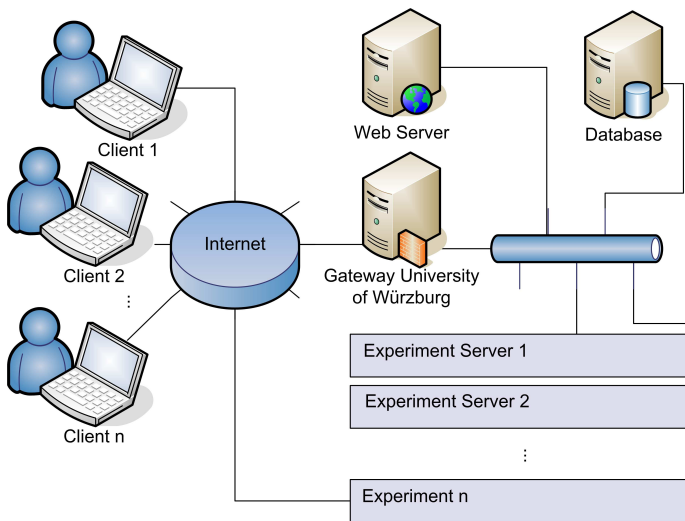 Client 1
Web Server
Database
Client 2
Internet
Gateway University
of Würzburg
⋮
Client n
Experiment Server 1
Experiment Server 2
⋮
Experiment n